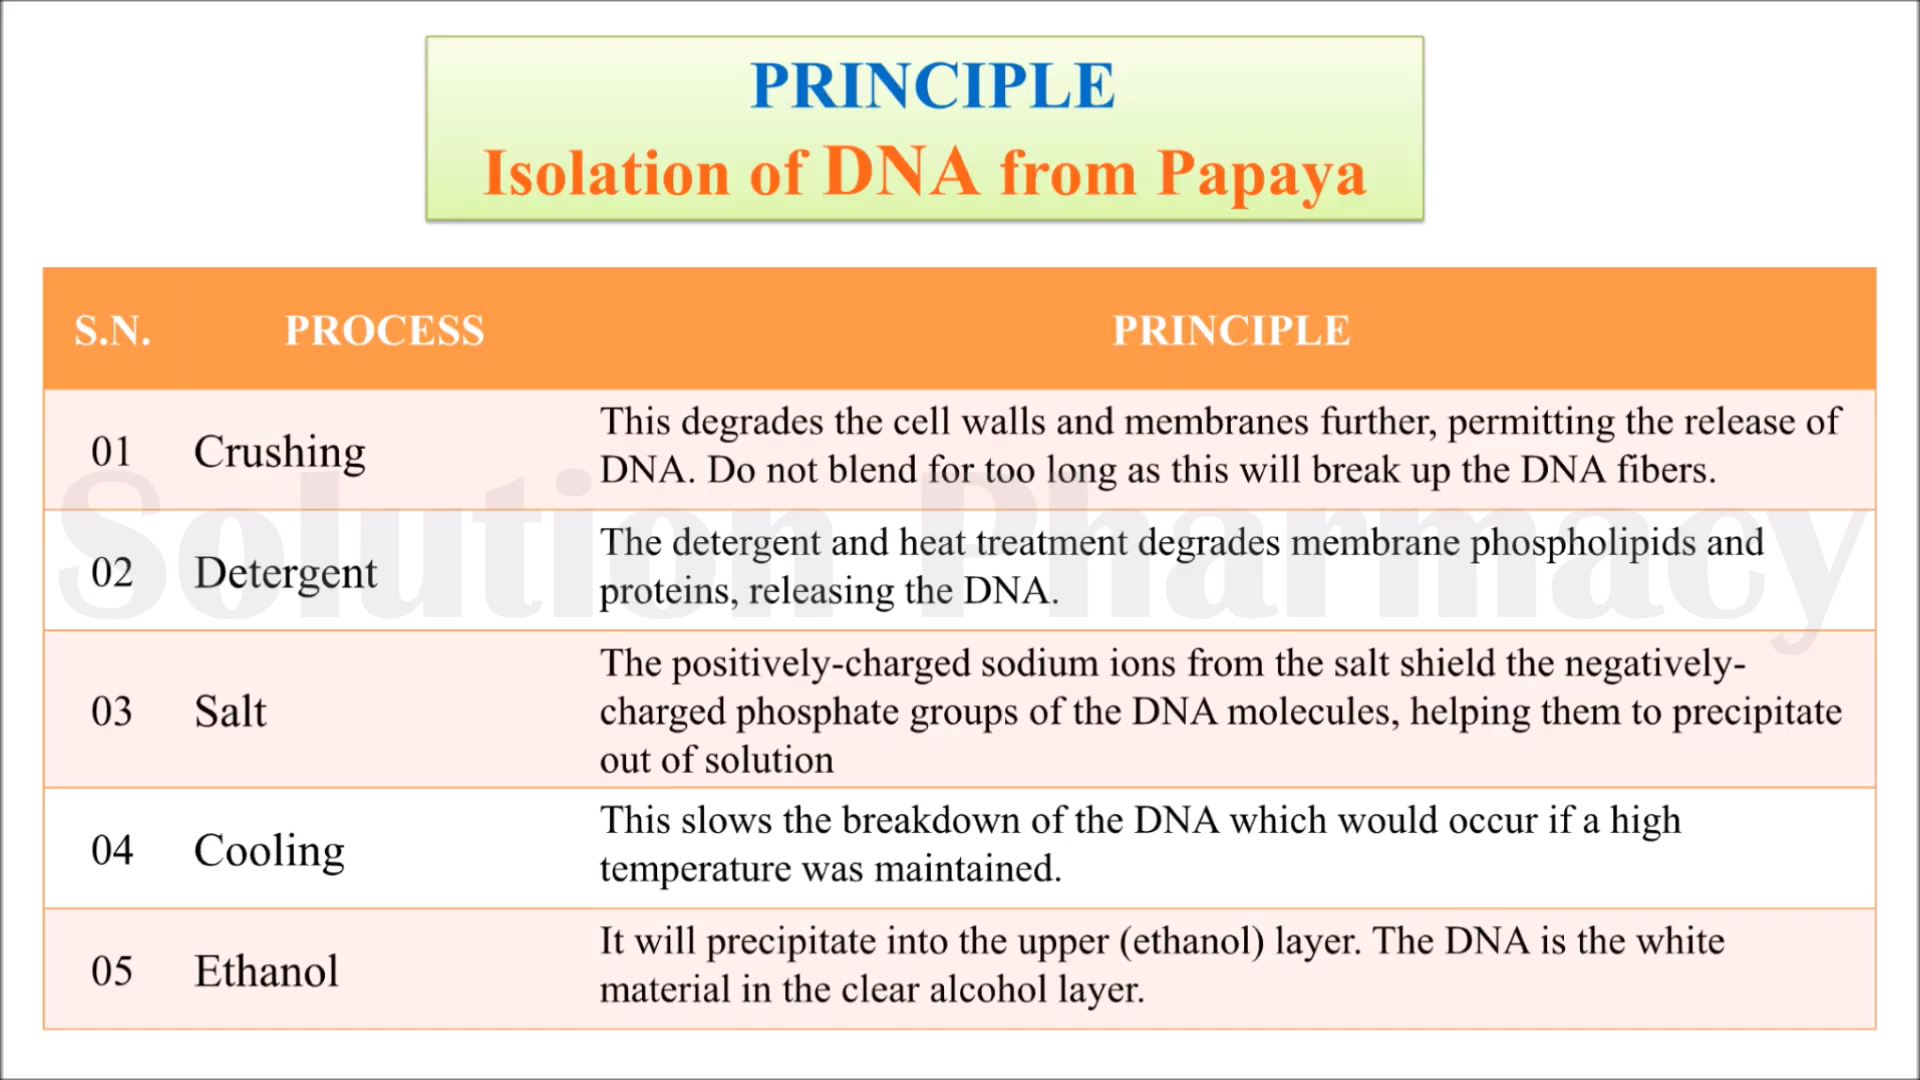 PRINCIPLE
Isolation of DNA from Papaya
S.N. PROCESS PRINCIPLE
01 Crushing This degrades the cell walls and membranes further, permitting the release of
DNA. Do not blend for too long as this will break up the DNA fibers.
02 Detergent The detergent and heat treatment degrades membrane phospholipids and
proteins, releasing the DNA.
03 Salt The positively-charged sodium ions from the salt shield the negatively-
charged phosphate groups of the DNA molecules, helping them to precipitate
out of solution
04 Cooling This slows the breakdown of the DNA which would occur if a high
temperature was maintained.
05 Ethanol It will precipitate into the upper (ethanol) layer. The DNA is the white
material in the clear alcohol layer.
Solution Pharmacy